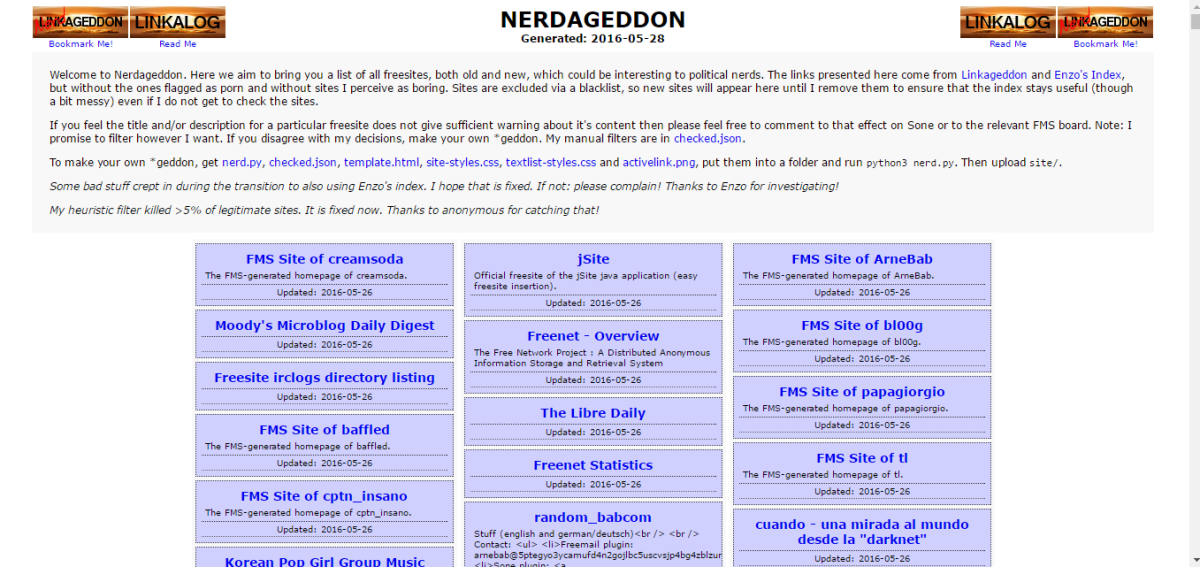 LINKAGEDDON
LINKALOG
NERDAGEDDON
LINKALOG
LINKAGEDDON
Bookmark Me!
Read Me
Generated: 2016-05-28
Read Me
Bookmark Me!
Welcome to Nerdageddon. Here we aim to bring you a list of all freesites, both old and new, which could be interesting to political nerds. The links presented here come from Linkageddon and Enzo's Index,
but without the ones flagged as porn and without sites I perceive as boring. Sites are excluded via a blacklist, so new sites will appear here until I remove them to ensure that the index stays useful (though
a bit messy) even if I do not get to check the sites.
If you feel the title and/or description for a particular freesite does not give sufficient warning about it's content then please feel free to comment to that effect on Sone or to the relevant FMS board. Note: I
promise to filter however I want. If you disagree with my decisions, make your own *geddon. My manual filters are in checked.json.
To make your own *geddon, get nerd.py, checked.json, template.html, site-styles.css, textlist-styles.css and activelink.png, put them into a folder and run python3 nerd.py. Then upload site/.
Some bad stuff crept in during the transition to also using Enzo's index. I hope that is fixed. If not: please complain! Thanks to Enzo for investigating!
My heuristic filter killed >5% of legitimate sites. It is fixed now. Thanks to anonymous for catching that!
FMS Site of creamsoda
The FMS-generated homepage of creamsoda.
Updated: 2016-05-26
Moody's Microblog Daily Digest
Updated: 2016-05-26
Freesite irclogs directory listing
Updated: 2016-05-26
FMS Site of baffled
The FMS-generated homepage of baffled.
Updated: 2016-05-26
FMS Site of cptn_insano
The FMS-generated homepage of cptn_insano.
Updated: 2016-05-26
Korean Pop Girl Group Music
jSite
Official freesite of the jSite java application (easy
freesite insertion).
Updated: 2016-05-26
Freenet - Overview
The Free Network Project : A Distributed Anonymous
Information Storage and Retrieval System
Updated: 2016-05-26
The Libre Daily
Updated: 2016-05-26
Freenet Statistics
Updated: 2016-05-26
random_babcom
Stuff (english and german/deutsch)<br /> <br />
Contact: <ul> <li>Freemail plugin:
arnebab@5ptegyo3ycamufd4n2gojlbc5uscvsjp4bg4zblzur
<li>Sone plugin: <a
FMS Site of ArneBab
The FMS-generated homepage of ArneBab.
Updated: 2016-05-26
FMS Site of bl00g
The FMS-generated homepage of bl00g.
Updated: 2016-05-26
FMS Site of papagiorgio
The FMS-generated homepage of papagiorgio.
Updated: 2016-05-26
FMS Site of tl
The FMS-generated homepage of tl.
Updated: 2016-05-26
cuando - una mirada al mundo
desde la "darknet"
Updated: 2016-05-26